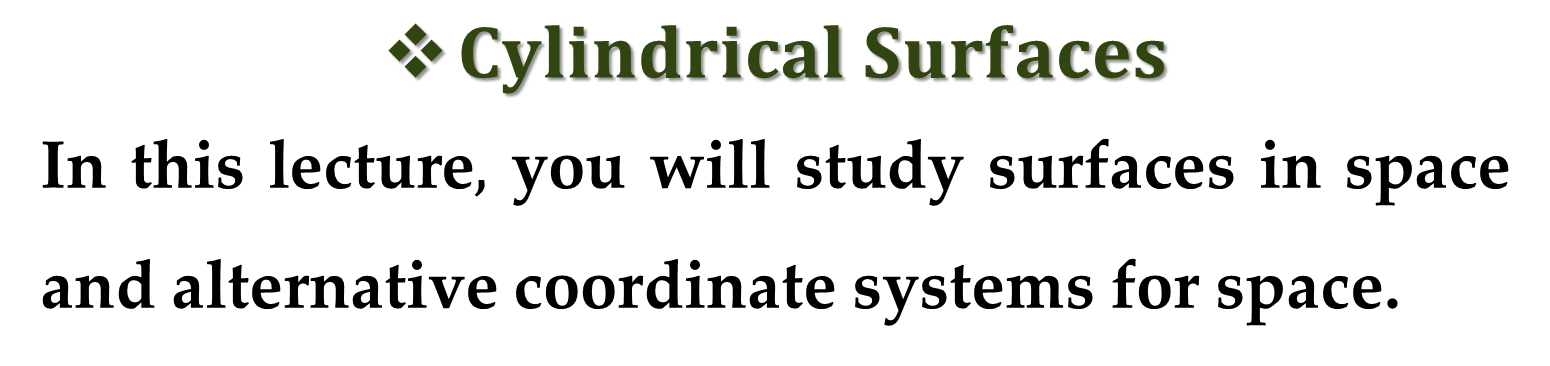 ❖ Cylindrical Surfaces
In this lecture, you will study surfaces in space
and alternative coordinate systems for space.